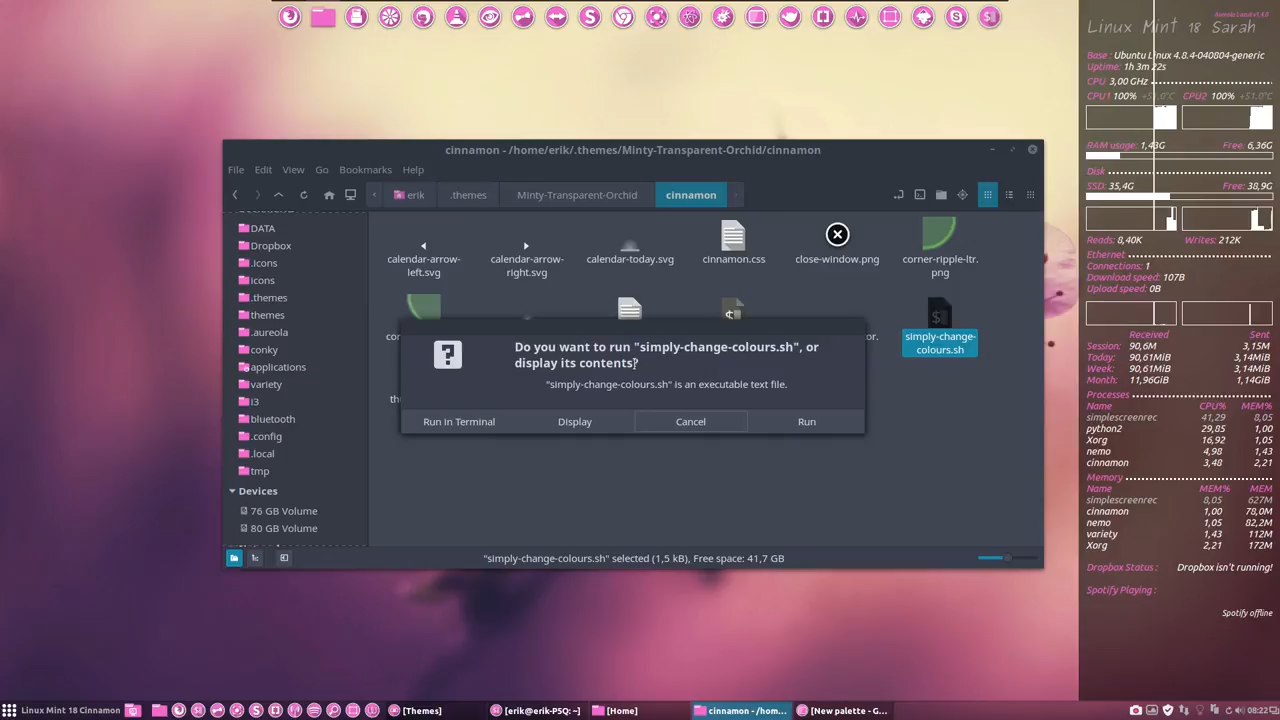 Linux Mint 18 Sarah
Base : Ubuntu Linux 4.8.4-040804-generic
Uptime: 1h 3m 22s
CPU 3,00 GHz
CPU1 100% +51.0°C CPU2 100% +51.0°C
RAM usage: 1,43G Free: 6,36G
Disk
SSD: 35,4G Free: 38,9G
Reads: 8,40K Writes: 212K
Ethernet
Connections: 1
Download speed: 107B
Upload speed: 0B
Received Sent
Session: 90,6MiB 3,15M
Today: 90,61MiB 3,14MiB
Week: 90,61MiB 3,14MiB
Month: 11,96GiB 1,14GiB
Processes
Name CPU% MEM%
simplescreenrec 41,29 8,05
python2 29,85 1,00
Xorg 16,92 1,05
nemo 4,98 1,43
cinnamon 3,48 2,21
Memory
Name MEM% MEM
simplescreenrec 8,05 627M
cinnamon 1,00 78,0M
nemo 1,05 82,2M
variety 1,43 112M
Xorg 2,21 172M
Dropbox Status : Dropbox isn't running!
Spotify Playing :
Spotify offline
cinnamon - /home/erik/.themes/Minty-Transparent-Orchid/cinnamon
File Edit View Go Bookmarks Help
erik .themes Minty-Transparent-Orchid cinnamon
DATA
Dropbox
.icons
icons
.themes
themes
.aureola
conky
applications
variety
i3
bluetooth
.config
.local
tmp
Devices
76 GB Volume
80 GB Volume
calendar-arrow-
left.svg
calendar-arrow-
right.svg
calendar-today.svg
cinnamon.css
close-window.png
corner-ripple-ltr.
png
simply-change-
colours.sh
Do you want to run "simply-change-colours.sh", or
display its contents?
"simply-change-colours.sh" is an executable text file.
Run in Terminal Display Cancel Run
"simply-change-colours.sh" selected (1,5 kB), Free space: 41,7 GB
Linux Mint 18 Cinnamon [Themes] [erik@erik-P5Q: ~] [Home] cinnamon - /hom... [New palette - G... 08:22